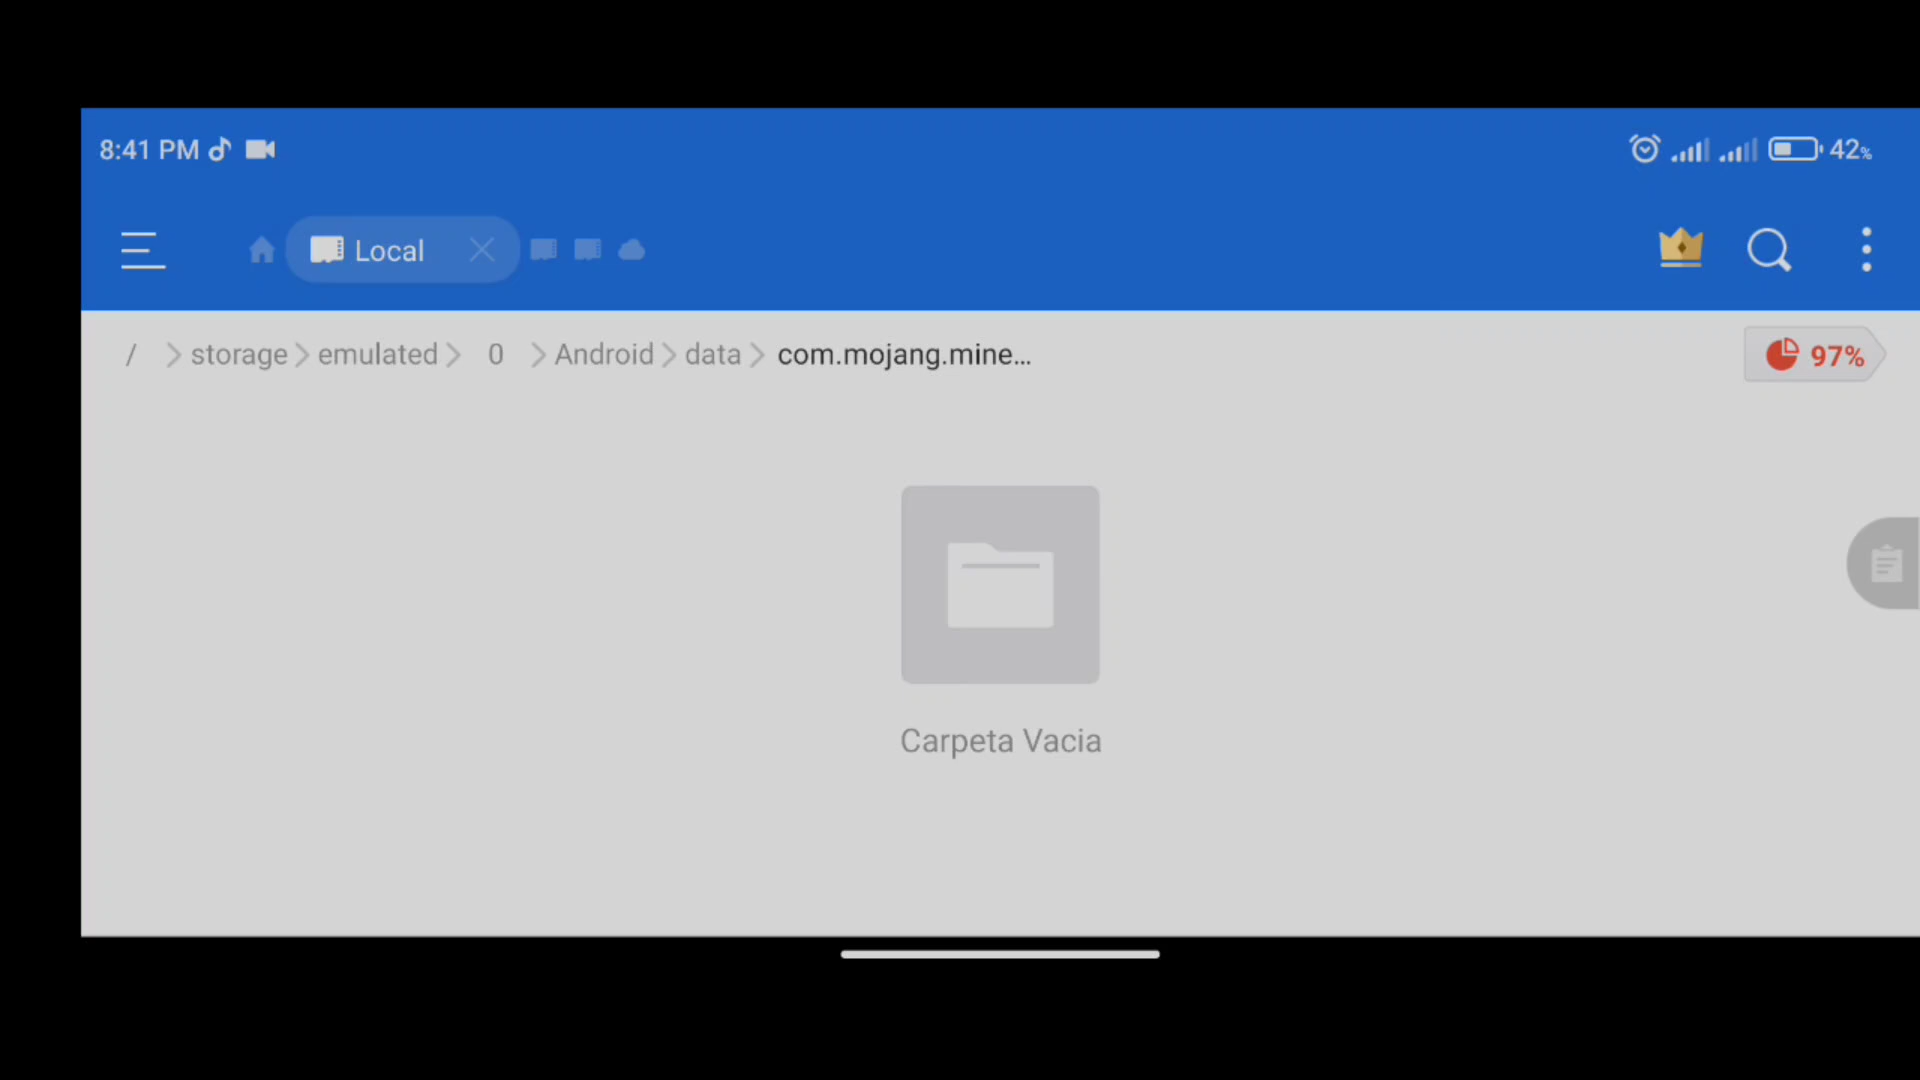 8:41 PM 42%
Local
/ storage emulated 0 Android data com.mojang.mine... 97%
Carpeta Vacia